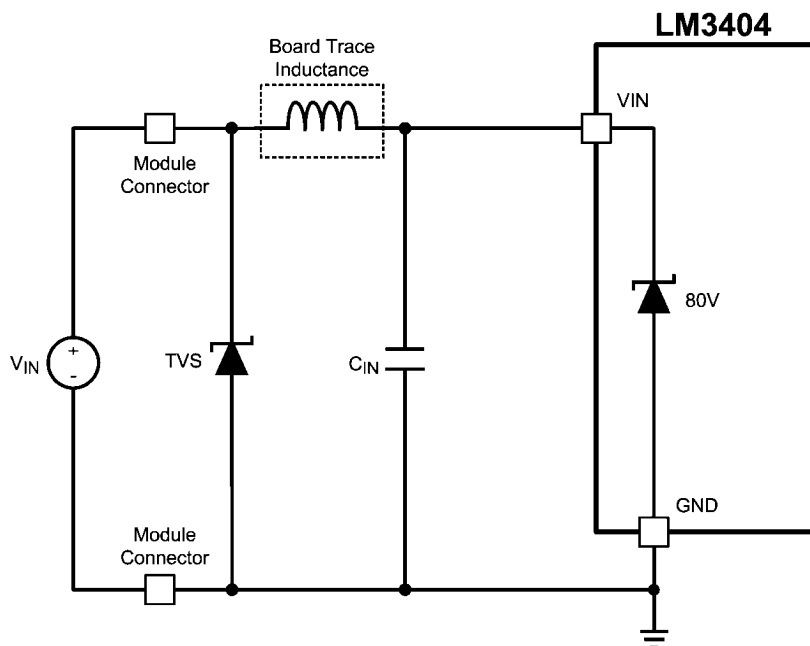 LM3404
Board Trace
Inductance
VIN
Module
Connector
80V
+
-
VIN
TVS
CIN
GND
Module
Connector